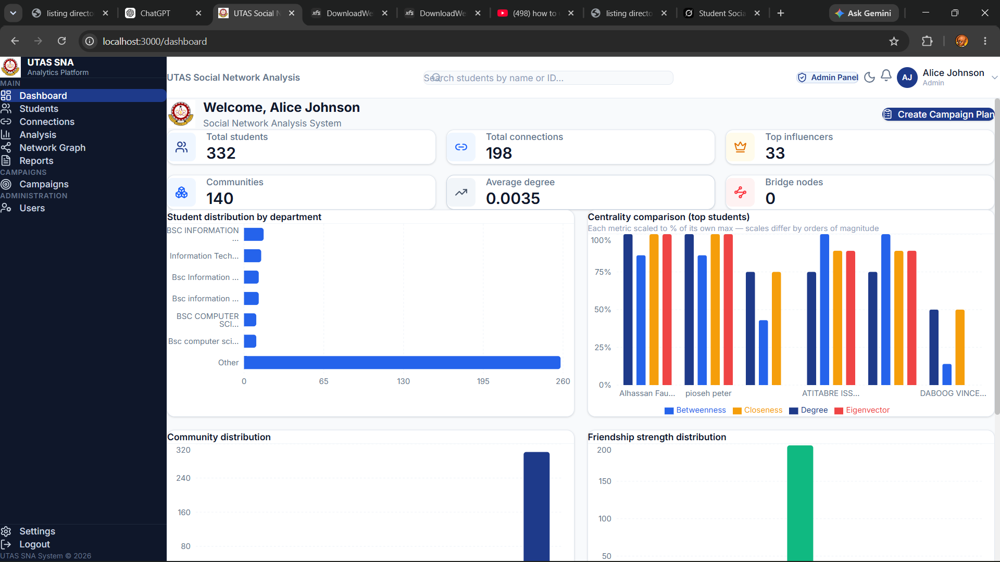 listing directo
ChatGPT
UTAS Social N
DownloadWe
DownloadWe
(498) how to
listing directo
Student Socia
Ask Gemini
localhost:3000/dashboard
UTAS SNA
Analytics Platform
MAIN
Dashboard
Students
Connections
Analysis
Network Graph
Reports
CAMPAIGNS
Campaigns
ADMINISTRATION
Users
Settings
Logout
UTAS SNA System © 2026
UTAS Social Network Analysis
Search students by name or ID...
Admin Panel
AJ
Alice Johnson
Admin
Welcome, Alice Johnson
Social Network Analysis System
Create Campaign Plan
Total students
332
Total connections
198
Top influencers
33
Communities
140
Average degree
0.0035
Bridge nodes
0
Student distribution by department
BSC INFORMATION
...
Information Tech...
Bsc Information ...
Bsc information ...
BSC COMPUTER
SCI...
Bsc computer sci...
Other
0 65 130 195 260
Centrality comparison (top students)
Each metric scaled to % of its own max — scales differ by orders of magnitude
100%
75%
50%
25%
0%
Alhassan Fau... pioseh peter ATITABRE ISS... DABOOG VINCE...
Betweenness Closeness Degree Eigenvector
Community distribution
320
240
160
80
Friendship strength distribution
200
150
100
50